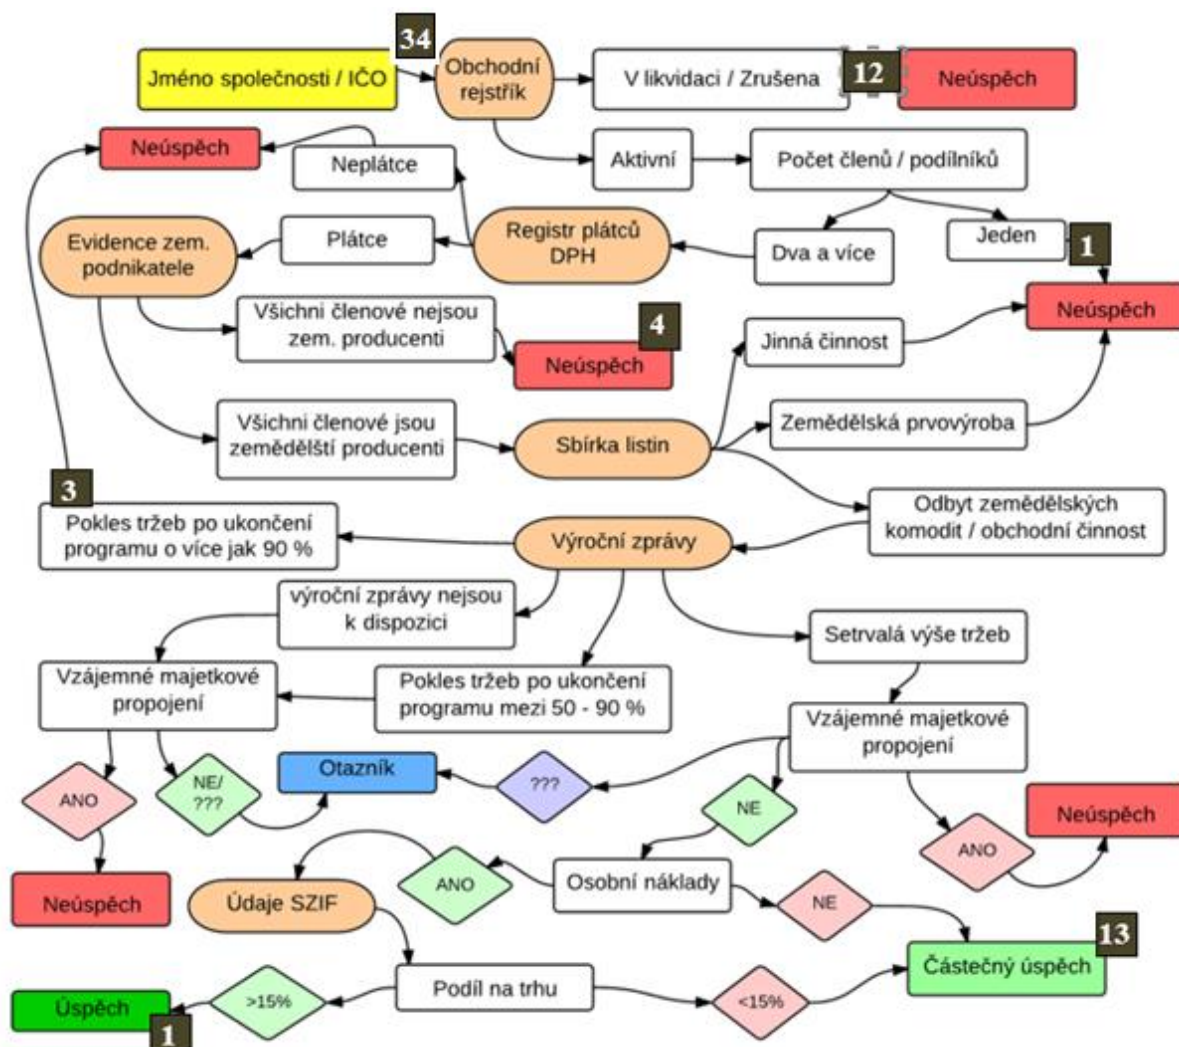 34
Jméno společnosti / IČO
Obchodní
rejstřík
V likvidaci / Zrušena
12
Neúspěch
Neúspěch
Neplátce
Aktivní
Počet členů / podílníků
Evidence zem.
podnikatele
Plátce
Registr plátců
DPH
Dva a více
Jeden
1
Neúspěch
Všichni členové nejsou
zem. producenti
4
Neúspěch
Jinná činnost
Všichni členové jsou
zemědělští producenti
Sbírka listin
Zemědělská prvovýroba
3
Pokles tržeb po ukončení
programu o více jak 90 %
Výroční zprávy
Odbyt zemědělských
komodit / obchodní činnost
výroční zprávy nejsou
k dispozici
Setrvalá výše tržeb
Vzájemné majetkové
propojení
Pokles tržeb po ukončení
programu mezi 50 - 90 %
Vzájemné majetkové
propojení
ANO
NE/
???
Otazník
???
NE
ANO
Neúspěch
Neúspěch
Údaje SZIF
ANO
Osobní náklady
NE
13
Částečný úspěch
Úspěch
1
>15%
Podíl na trhu
<15%